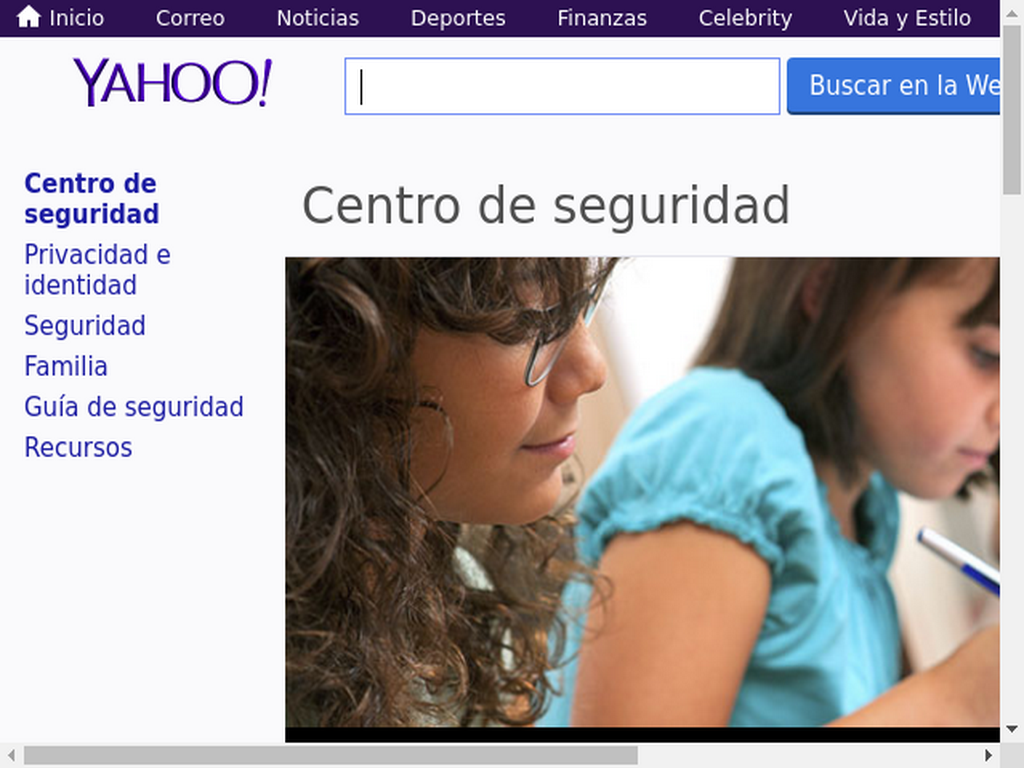 Inicio Correo Noticias Deportes Finanzas Celebrity Vida y Estilo
YAHOO!
Buscar en la We
Centro de
seguridad
Privacidad e
identidad
Seguridad
Familia
Guía de seguridad
Recursos
Centro de seguridad